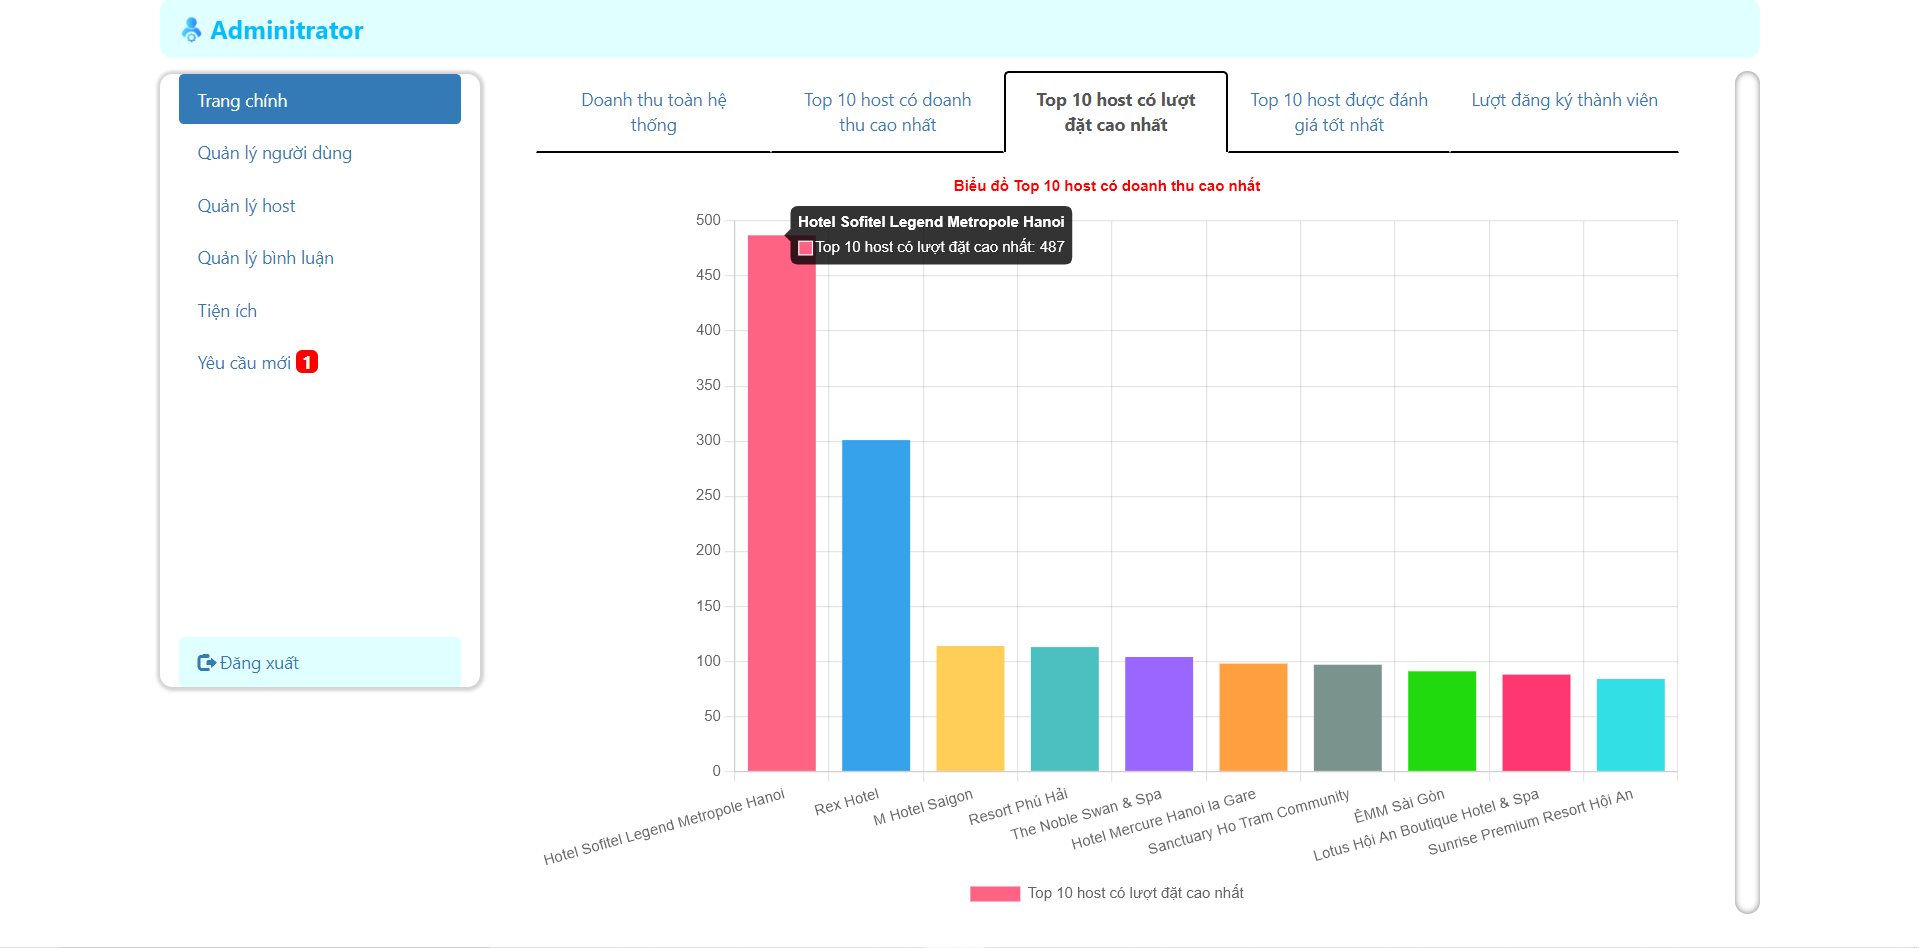 Adminitrator
Trang chính
Quản lý người dùng
Quản lý host
Quản lý bình luận
Tiện ích
Yêu cầu mới 1
Đăng xuất
Doanh thu toàn hệ
thống
Top 10 host có doanh
thu cao nhất
Top 10 host có lượt
đặt cao nhất
Top 10 host được đánh
giá tốt nhất
Lượt đăng ký thành viên
Biểu đồ Top 10 host có doanh thu cao nhất
Hotel Sofitel Legend Metropole Hanoi
Top 10 host có lượt đặt cao nhất: 487
500
450
400
350
300
250
200
150
100
50
0
Hotel Sofitel Legend Metropole Hanoi
Rex Hotel
M Hotel Saigon
Resort Phú Hải
The Noble Swan & Spa
Hotel Mercure Hanoi la Gare
Sanctuary Ho Tram Community
ÊMM Sài Gòn
Lotus Hội An Boutique Hotel & Spa
Sunrise Premium Resort Hội An
Top 10 host có lượt đặt cao nhất